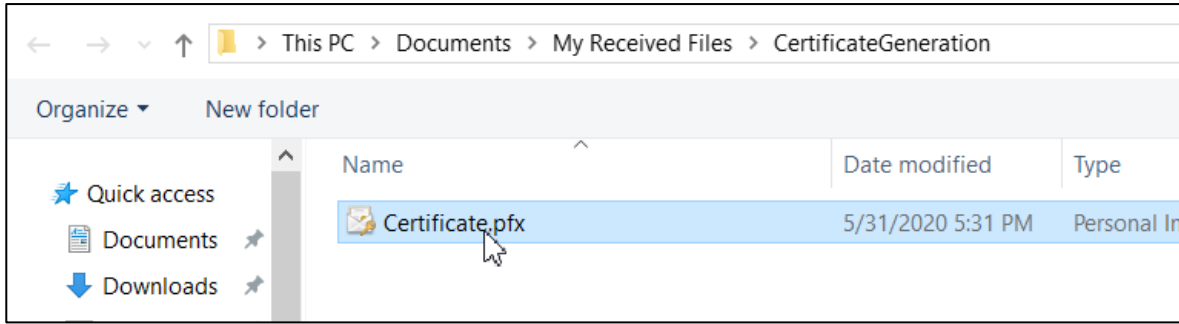 This PC > Documents > My Received Files > CertificateGeneration
Organize New folder
Name Date modified Type
Quick access
Certificate.pfx 5/31/2020 5:31 PM Personal In
Documents
Downloads